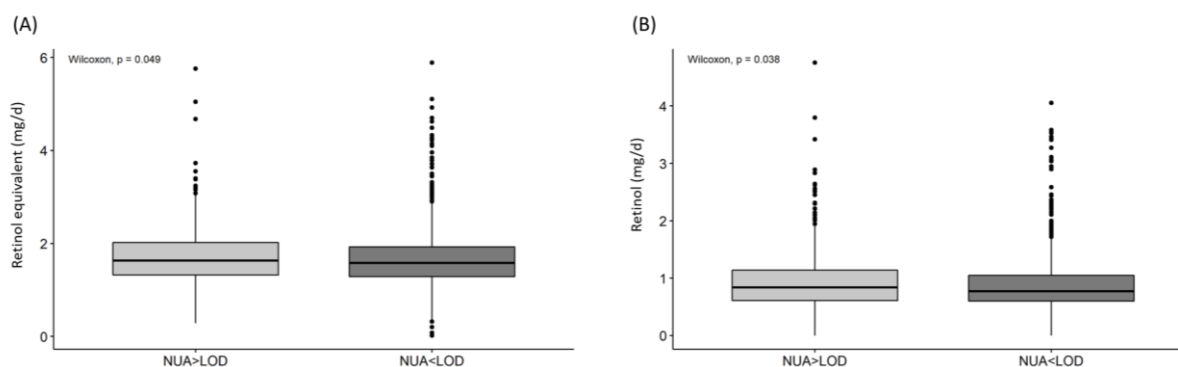 (A)
Wilcoxon, p = 0.049
Retinol equivalent (mg/d)
6
4
2
0
NUA>LOD
NUA<LOD
(B)
Wilcoxon, p = 0.038
Retinol (mg/d)
4
3
2
1
0
NUA>LOD
NUA<LOD